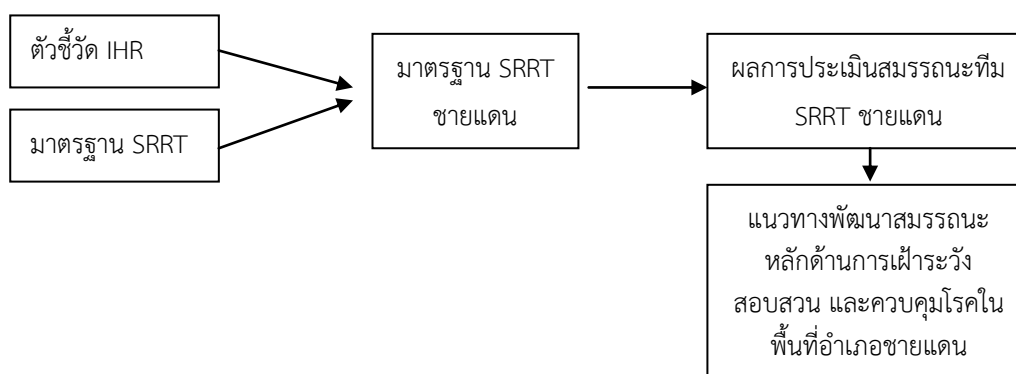 ตัวชี้วัด IHR
มาตรฐาน SRRT
มาตรฐาน SRRT
ชายแดน
ผลการประเมินสมรรถนะทีม
SRRT ชายแดน
แนวทางพัฒนาสมรรถนะ
หลักด้านการเฝ้าระวัง
สอบสวน และควบคุมโรคใน
พื้นที่อำเภอชายแดน